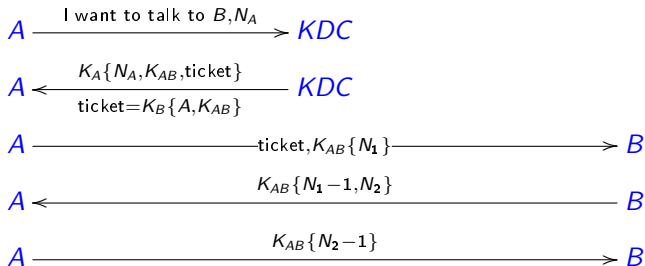 I want to talk to B,N_A
A KDC
K_A{N_A,K_AB,ticket}
A KDC
ticket=K_B{A,K_AB}
A ticket,K_AB{N_1} B
K_AB{N_1−1,N_2}
A B
K_AB{N_2−1}
A B